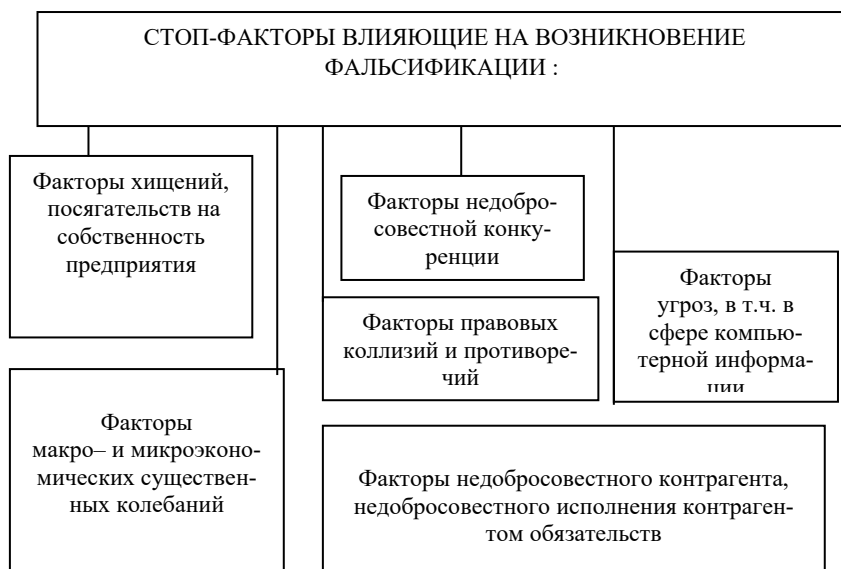 СТОП-ФАКТОРЫ ВЛИЯЮЩИЕ НА ВОЗНИКНОВЕНИЕ
ФАЛЬСИФИКАЦИИ :
Факторы хищений,
посягательств на
собственность
предприятия
Факторы недобро-
совестной конку-
ренции
Факторы
угроз, в т.ч. в
сфере компью-
терной информа-
ции
Факторы правовых
коллизий и противоре-
чий
Факторы
макро– и микроэконо-
мических существен-
ных колебаний
Факторы недобросовестного контрагента,
недобросовестного исполнения контраген-
том обязательств